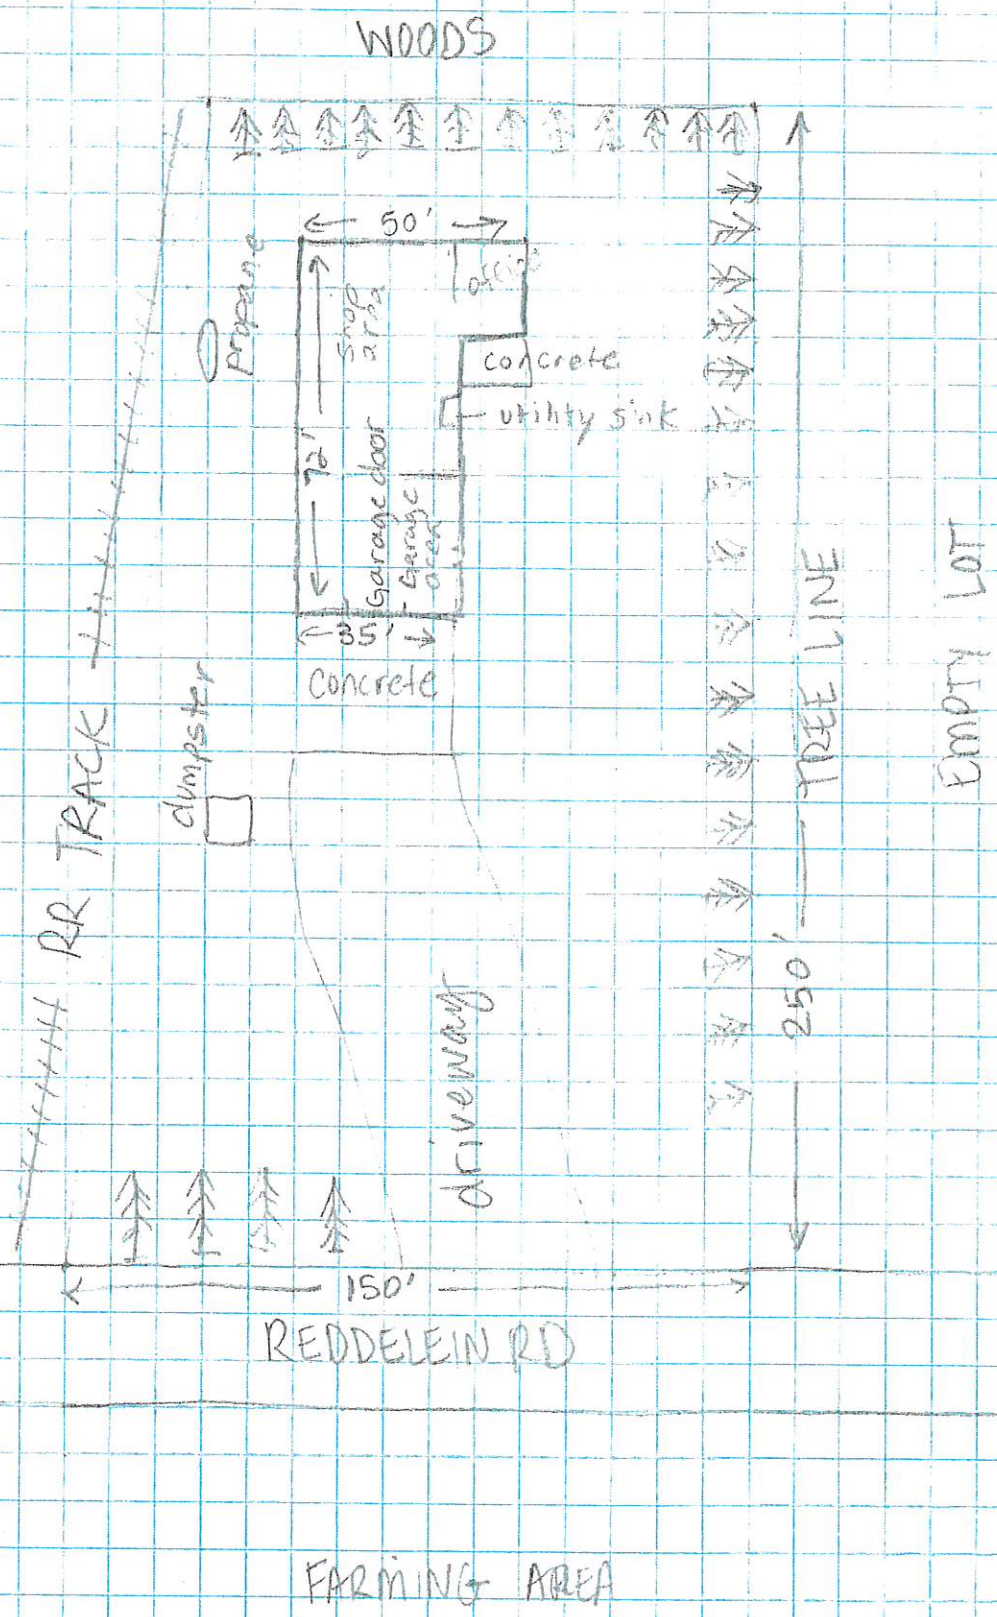 WOODS
50'
office
propane
Shop
area
concrete
utility sink
72'
Garage door
Garage
area
35'
concrete
TREE LINE
EMPTY LOT
dumpster
RR TRACK
250'
driveway
150'
REDDELEIN RD
FARMING AREA